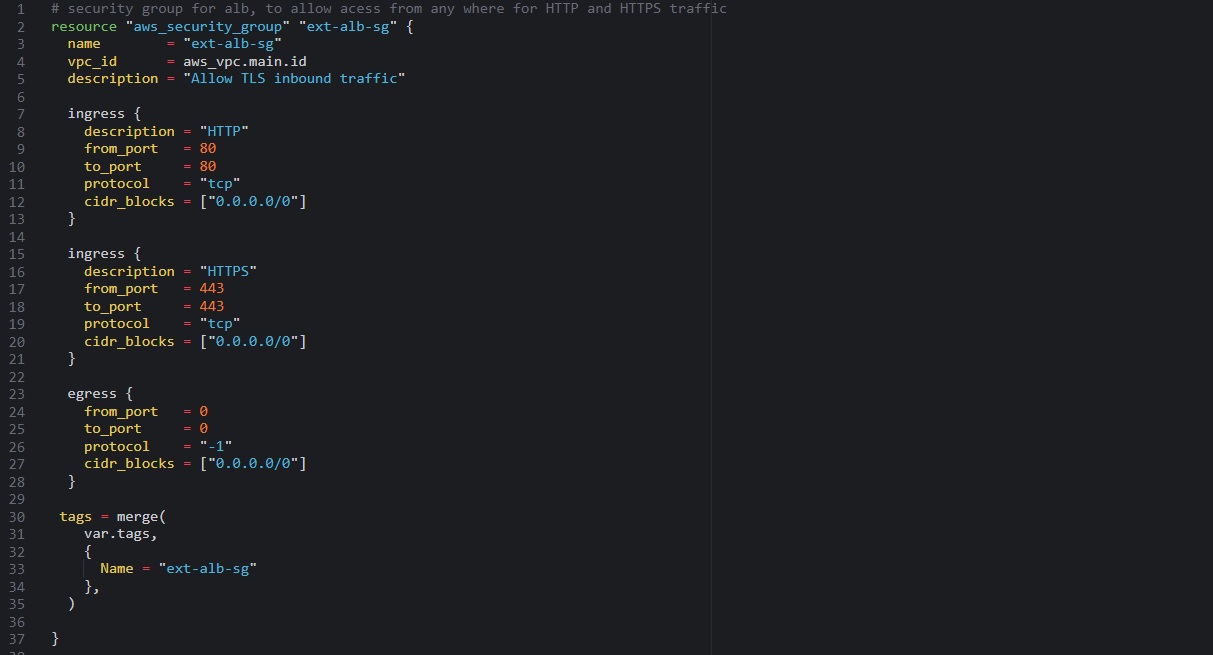 1 # security group for alb, to allow acess from any where for HTTP and HTTPS traffic
2 resource "aws_security_group" "ext-alb-sg" {
3   name        = "ext-alb-sg"
4   vpc_id      = aws_vpc.main.id
5   description = "Allow TLS inbound traffic"
6
7   ingress {
8     description = "HTTP"
9     from_port   = 80
10     to_port     = 80
11     protocol    = "tcp"
12     cidr_blocks = ["0.0.0.0/0"]
13   }
14
15   ingress {
16     description = "HTTPS"
17     from_port   = 443
18     to_port     = 443
19     protocol    = "tcp"
20     cidr_blocks = ["0.0.0.0/0"]
21   }
22
23   egress {
24     from_port   = 0
25     to_port     = 0
26     protocol    = "-1"
27     cidr_blocks = ["0.0.0.0/0"]
28   }
29
30  tags = merge(
31     var.tags,
32     {
33       Name = "ext-alb-sg"
34     },
35   )
36
37 }